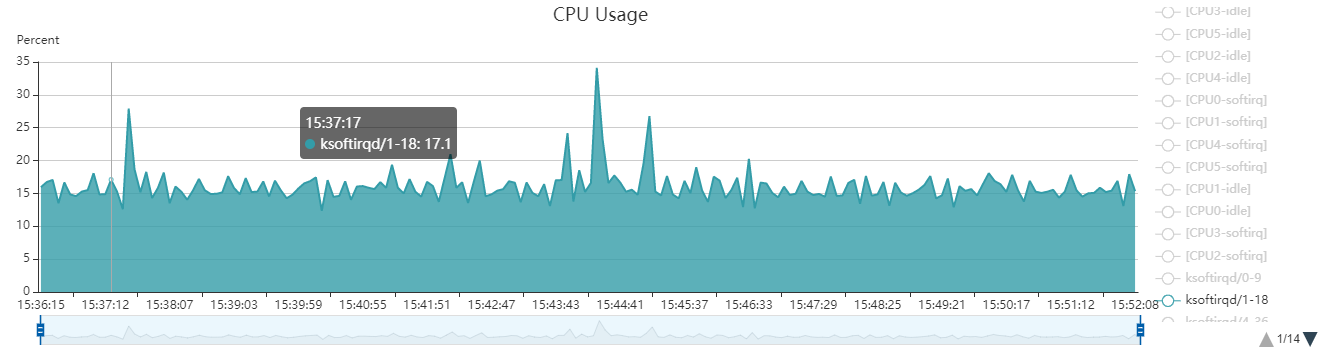 CPU Usage
Percent
35
30
25
20
15
10
5
0
15:37:17
ksoftirqd/1-18: 17.1
15:36:15 15:37:12 15:38:07 15:39:03 15:39:59 15:40:55 15:41:51 15:42:47 15:43:43 15:44:41 15:45:37 15:46:33 15:47:29 15:48:25 15:49:21 15:50:17 15:51:12 15:52:08
[CPU3-idle]
[CPU5-idle]
[CPU2-idle]
[CPU4-idle]
[CPU0-softirq]
[CPU1-softirq]
[CPU4-softirq]
[CPU5-softirq]
[CPU1-idle]
[CPU0-idle]
[CPU3-softirq]
[CPU2-softirq]
ksoftirqd/0-9
ksoftirqd/1-18
ksoftirqd/4-36
1/14